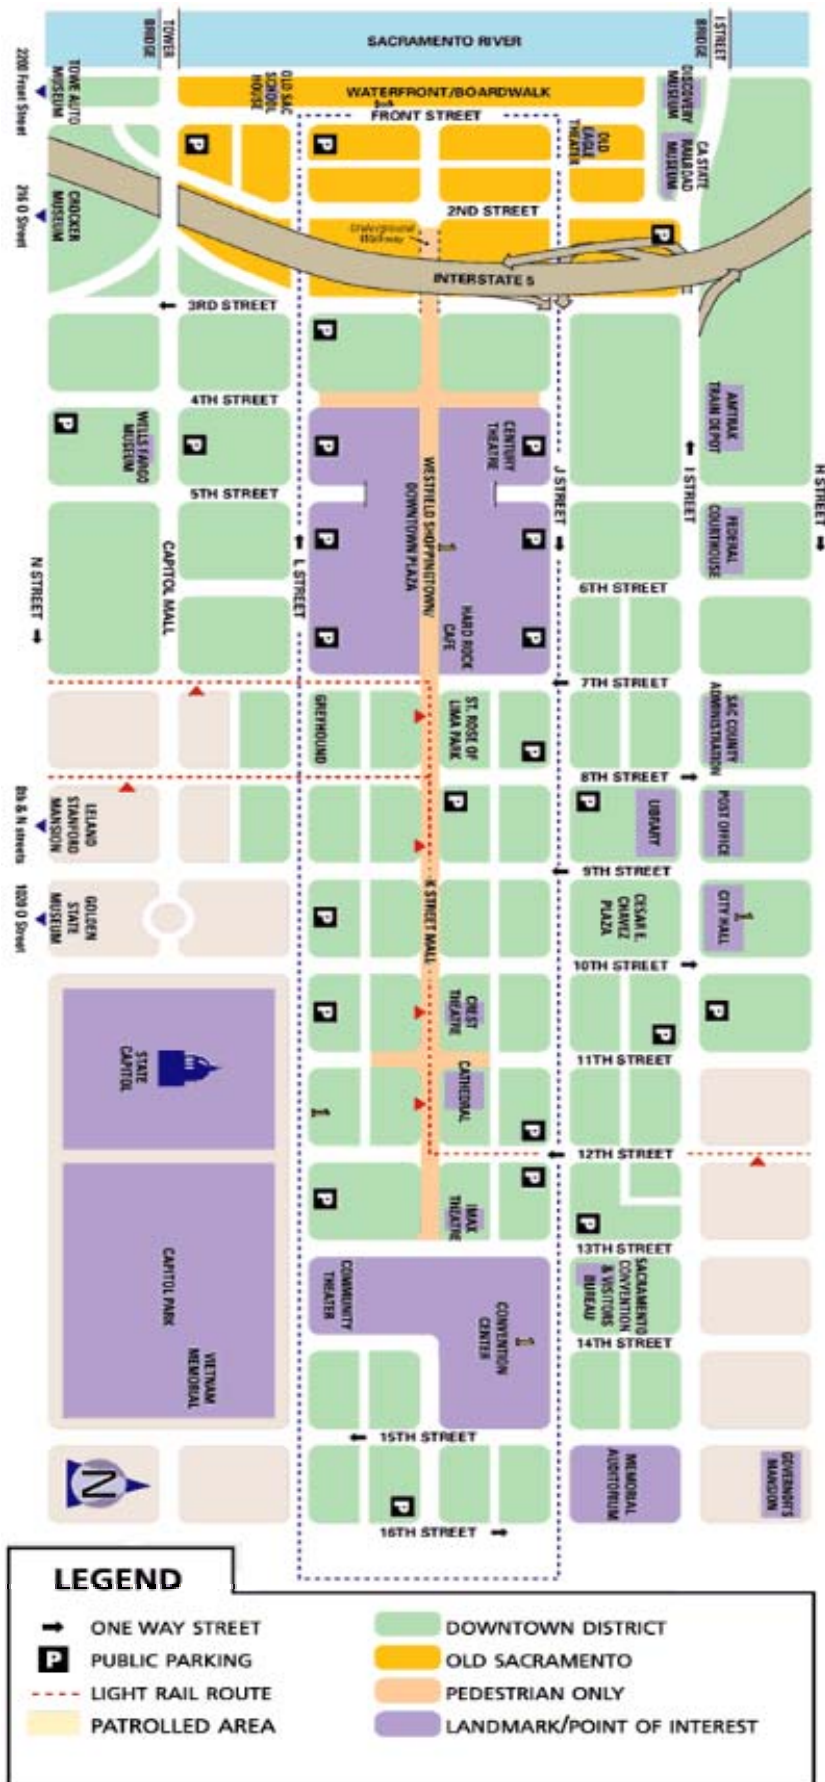 TOWER
BRIDGE
I STREET
BRIDGE
SACRAMENTO RIVER
2200 Front Street
TOWE AUTO
MUSEUM
OLD SAC
SCHOOL
HOUSE
WATERFRONT/BOARDWALK
FRONT STREET
DISCOVERY
MUSEUM
OLD
EAGLE
THEATER
CA STATE
RAILROAD
MUSEUM
216 O Street
CROCKER
MUSEUM
2ND STREET
Underground
Walkway
INTERSTATE 5
3RD STREET
4TH STREET
WELLS FARGO
MUSEUM
CENTURY
THEATRE
AMTRAK
TRAIN DEPOT
5TH STREET
WESTFIELD SHOPPINGTOWN/
DOWNTOWN PLAZA
J STREET
I STREET
H STREET
FEDERAL
COURTHOUSE
N STREET
CAPITOL MALL
L STREET
6TH STREET
HARD ROCK
CAFE
7TH STREET
GREYHOUND
ST. ROSE OF
LIMA PARK
SAC COUNTY
ADMINISTRATION
8TH STREET
8th & N streets
LELAND
STANFORD
MANSION
LIBRARY
POST OFFICE
9TH STREET
1020 O Street
GOLDEN
STATE
MUSEUM
K STREET MALL
CESAR E.
CHAVEZ
PLAZA
CITY HALL
10TH STREET
CREST
THEATRE
STATE
CAPITOL
11TH STREET
CATHEDRAL
12TH STREET
IMAX
THEATRE
13TH STREET
CAPITOL PARK
COMMUNITY
THEATER
CONVENTION
CENTER
SACRAMENTO
CONVENTION
& VISITORS
BUREAU
14TH STREET
VIETNAM
MEMORIAL
15TH STREET
N
MEMORIAL
AUDITORIUM
GOVERNOR'S
MANSION
16TH STREET
LEGEND
ONE WAY STREET
P PUBLIC PARKING
LIGHT RAIL ROUTE
PATROLLED AREA
DOWNTOWN DISTRICT
OLD SACRAMENTO
PEDESTRIAN ONLY
LANDMARK/POINT OF INTEREST